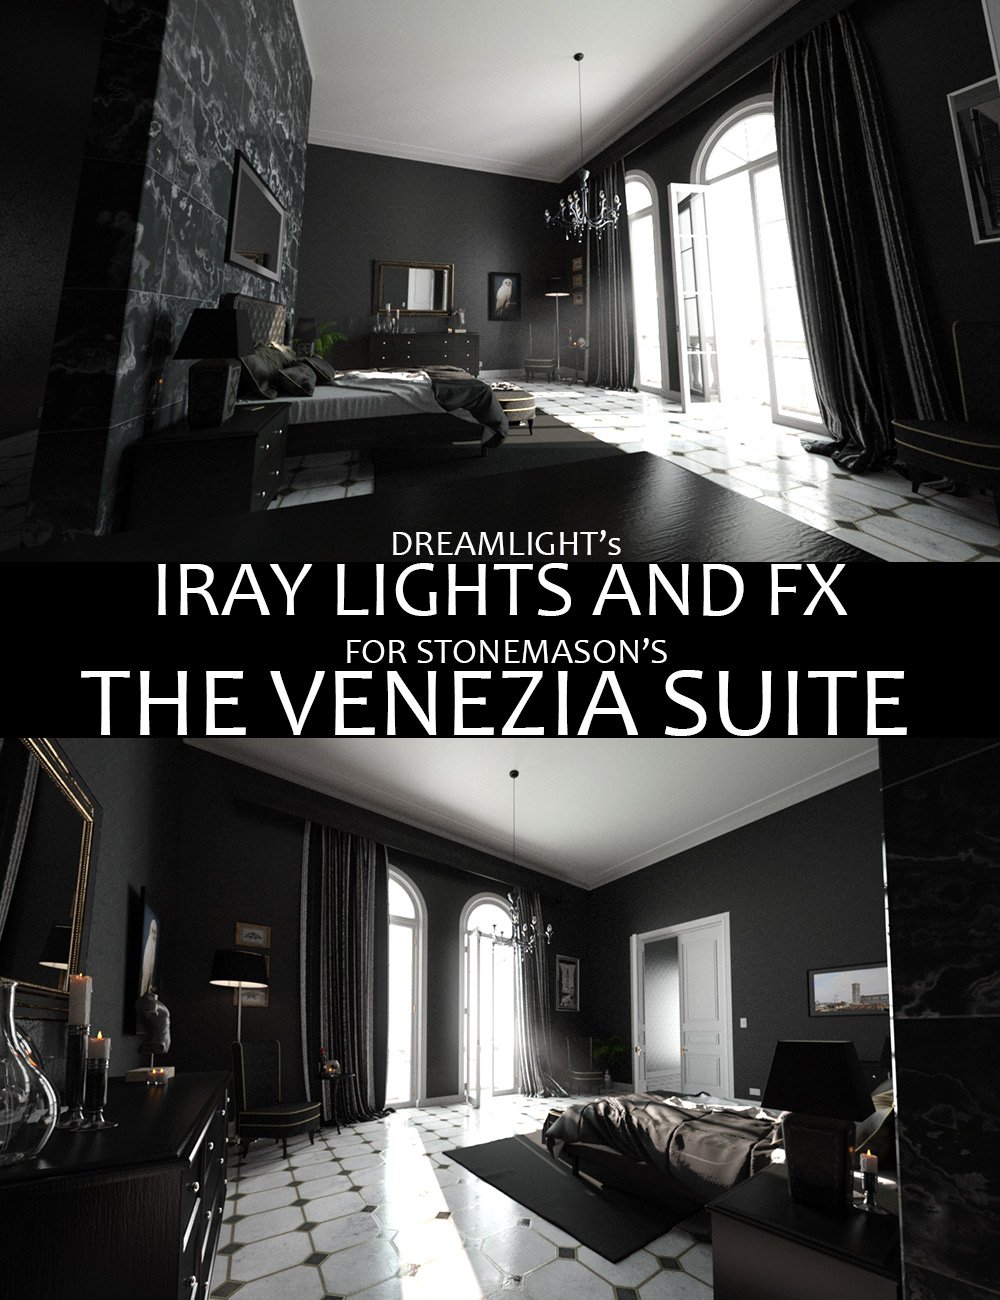 DREAMLIGHT's
IRAY LIGHTS AND FX
FOR STONEMASON'S
THE VENEZIA SUITE